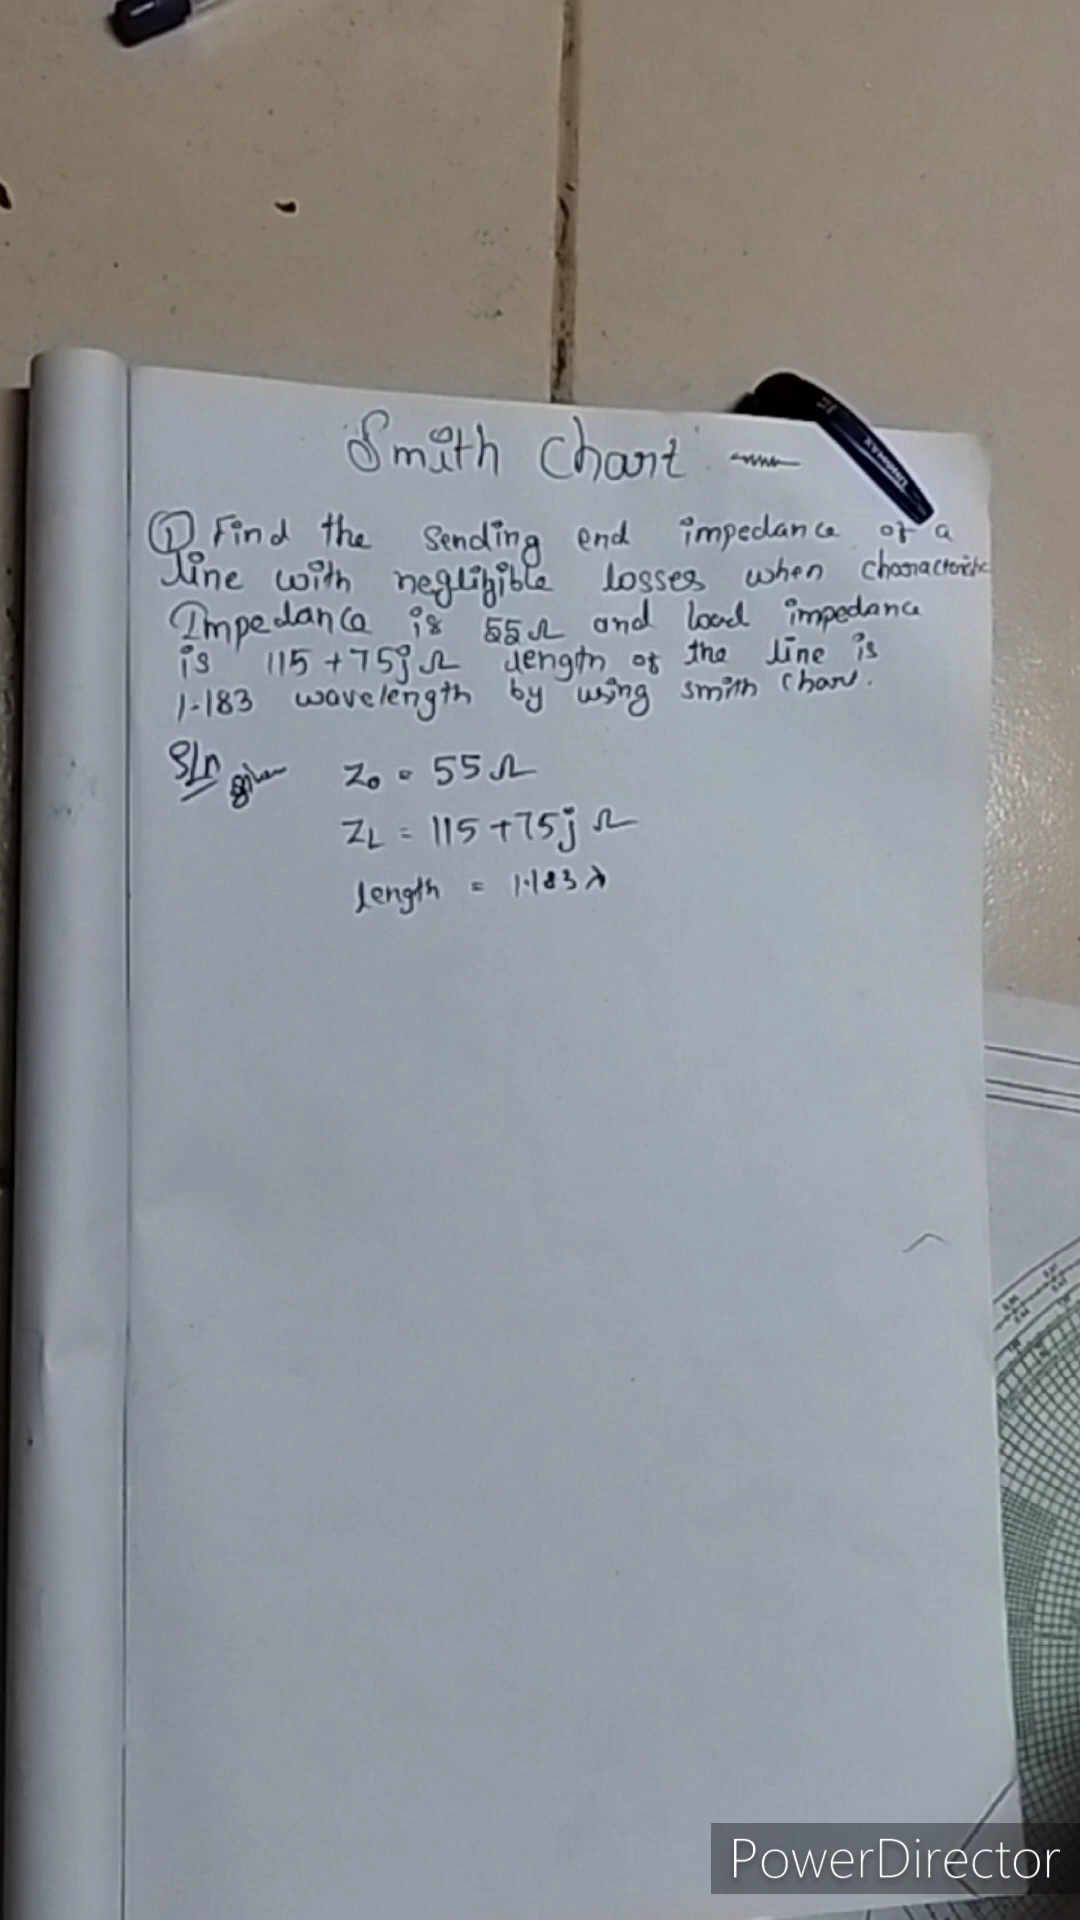 Smith Chart
① Find the sending end impedance of a
line with negligible losses when characteristic
Impedance is 55Ω and load impedance
is 115+75j Ω length of the line is
1.183 wavelength by using smith chart.
Sln given Z₀ = 55Ω
ZL = 115+75j Ω
length = 1.183 λ
PowerDirector